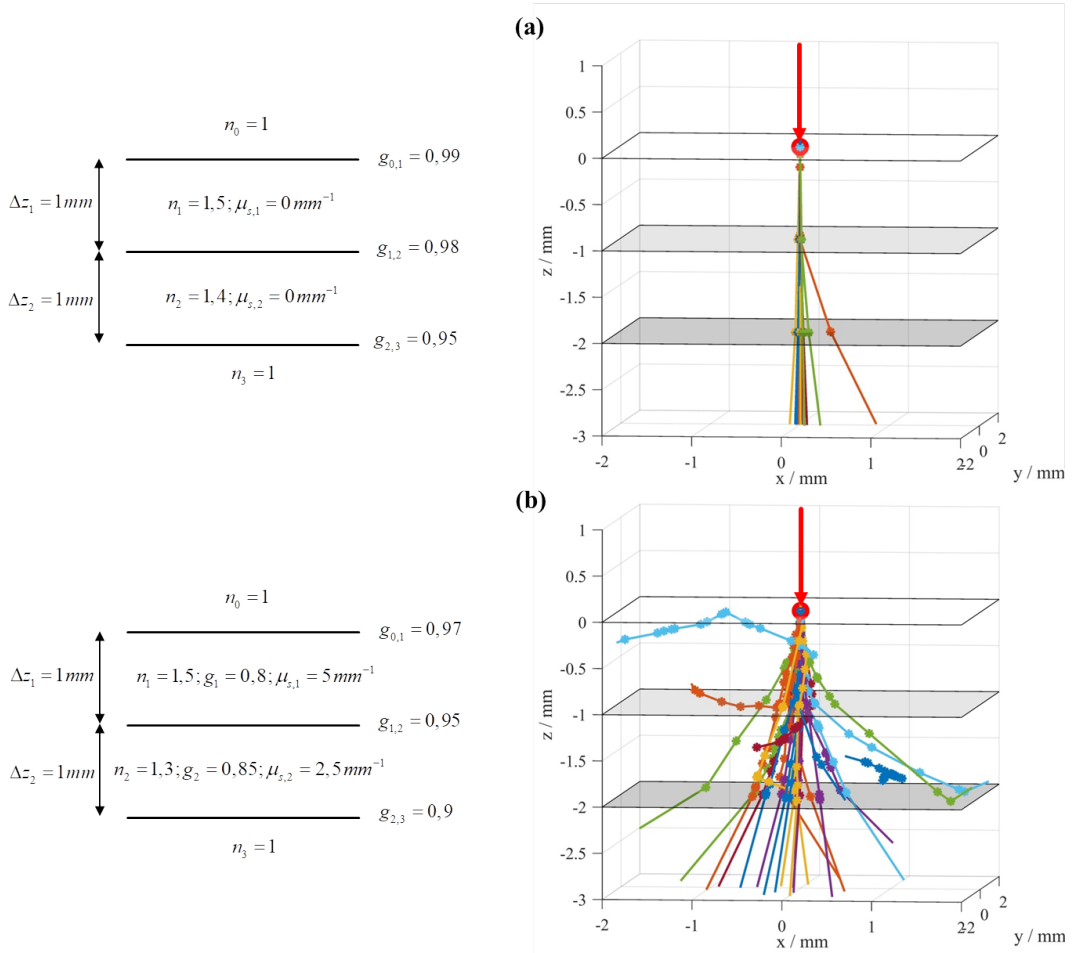 (a)
n₀ = 1
g₀,₁ = 0,99
Δz₁ = 1mm
n₁ = 1,5; μₛ,₁ = 0 mm⁻¹
g₁,₂ = 0,98
Δz₂ = 1mm
n₂ = 1,4; μₛ,₂ = 0 mm⁻¹
g₂,₃ = 0,95
n₃ = 1
z / mm
1
0.5
0
-0.5
-1
-1.5
-2
-2.5
-3
-2
-1
0
1
2
x / mm
-2
0
2
y / mm
(b)
n₀ = 1
g₀,₁ = 0,97
Δz₁ = 1mm
n₁ = 1,5; g₁ = 0,8; μₛ,₁ = 5 mm⁻¹
g₁,₂ = 0,95
Δz₂ = 1mm
n₂ = 1,3; g₂ = 0,85; μₛ,₂ = 2,5 mm⁻¹
g₂,₃ = 0,9
n₃ = 1
z / mm
1
0.5
0
-0.5
-1
-1.5
-2
-2.5
-3
-2
-1
0
1
2
x / mm
-2
0
2
y / mm